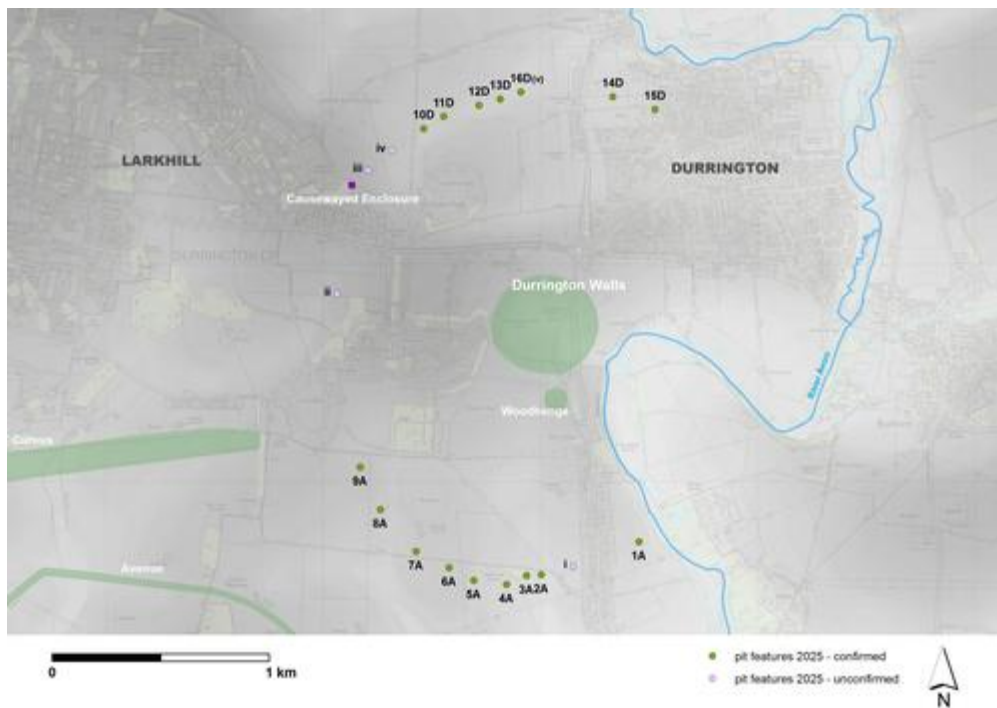 16D(iv)
13D
12D
11D
10D
14D
15D
iv
iii
LARKHILL
DURRINGTON
Causewayed Enclosure
ii
Durrington Walls
Woodhenge
River Avon
Cursus
9A
8A
7A
6A
5A
4A
3A
2A
i
1A
Avenue
0
1 km
pit features 2025 - confirmed
pit features 2025 - unconfirmed
N